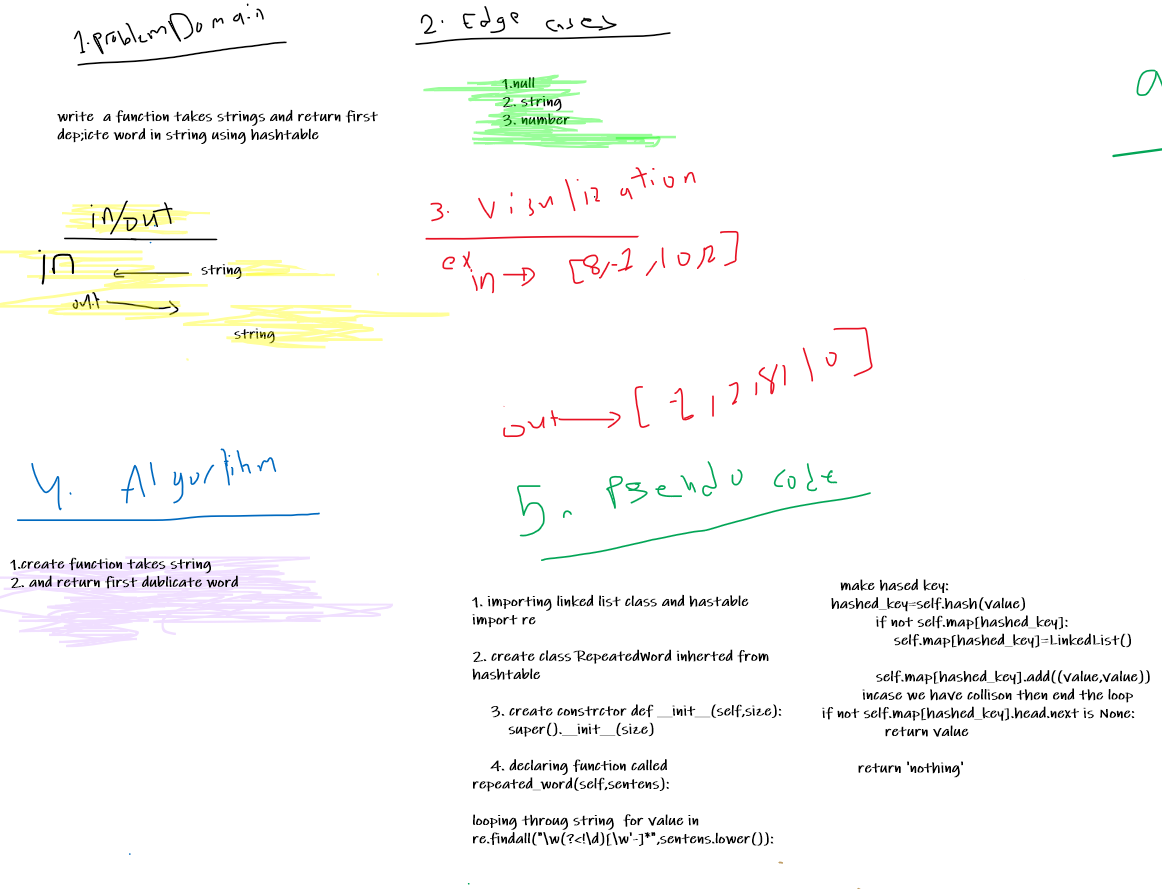 1.problemDomain
write a function takes strings and return first
dep;icte word in string using hashtable
in/out
in
string
out
string
2. Edge cases
1.null
2. string
3. number
3. Visulization
ex
in → [8,-1,10,2]
out → [-1,2,8,10]
4. Algortihm
1.create function takes string
2. and return first dublicate word
5. Pseudo code
1. importing linked list class and hastable
import re
2. create class RepeatedWord inherted from
hashtable
3. create constrctor def __init__(self,size):
super().__init__(size)
4. declaring function called
repeated_word(self,sentens):
looping throug string for value in
re.findall("\w(?<!\d)[\w'-]*",sentens.lower()):
make hased key:
hashed_key=self.hash(value)
if not self.map[hashed_key]:
self.map[hashed_key]=LinkedList()
self.map[hashed_key].add((value,value))
incase we have collison then end the loop
if not self.map[hashed_key].head.next is None:
return value
return 'nothing'